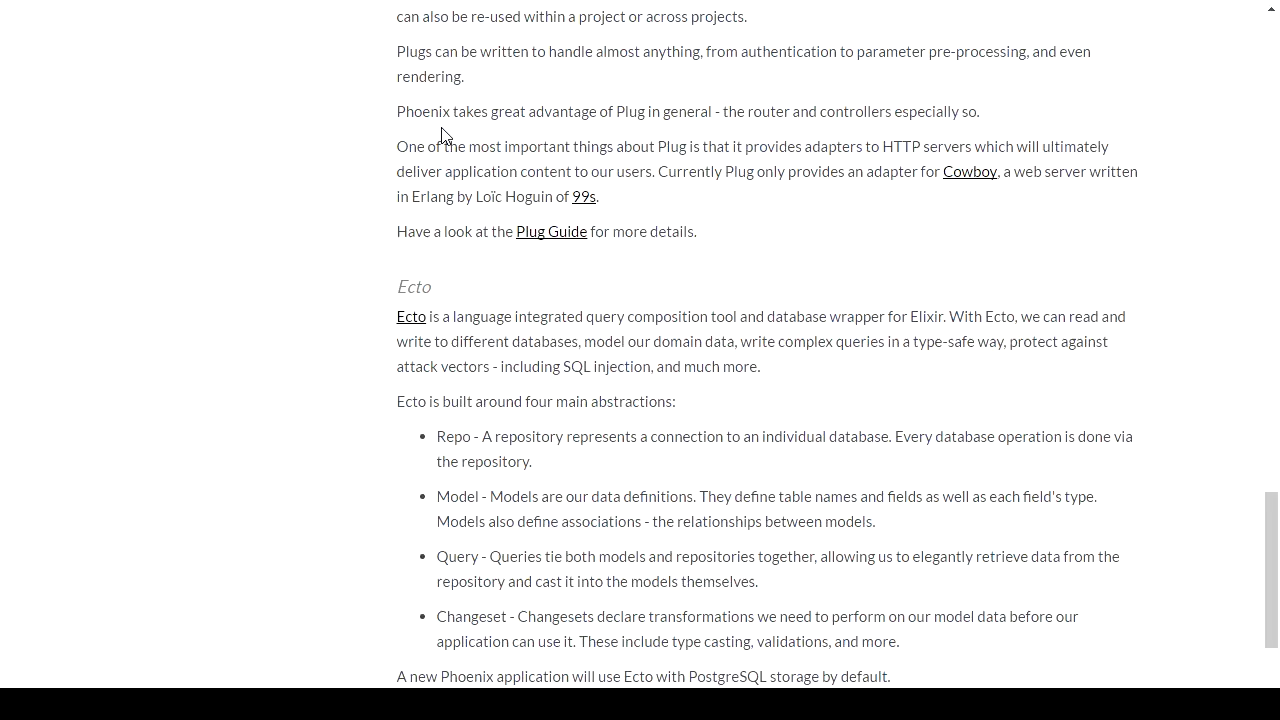 can also be re-used within a project or across projects.
Plugs can be written to handle almost anything, from authentication to parameter pre-processing, and even
rendering.
Phoenix takes great advantage of Plug in general - the router and controllers especially so.
One of the most important things about Plug is that it provides adapters to HTTP servers which will ultimately
deliver application content to our users. Currently Plug only provides an adapter for Cowboy, a web server written
in Erlang by Loïc Hoguin of 99s.
Have a look at the Plug Guide for more details.
Ecto
Ecto is a language integrated query composition tool and database wrapper for Elixir. With Ecto, we can read and
write to different databases, model our domain data, write complex queries in a type-safe way, protect against
attack vectors - including SQL injection, and much more.
Ecto is built around four main abstractions:
• Repo - A repository represents a connection to an individual database. Every database operation is done via
the repository.
• Model - Models are our data definitions. They define table names and fields as well as each field's type.
Models also define associations - the relationships between models.
• Query - Queries tie both models and repositories together, allowing us to elegantly retrieve data from the
repository and cast it into the models themselves.
• Changeset - Changesets declare transformations we need to perform on our model data before our
application can use it. These include type casting, validations, and more.
A new Phoenix application will use Ecto with PostgreSQL storage by default.